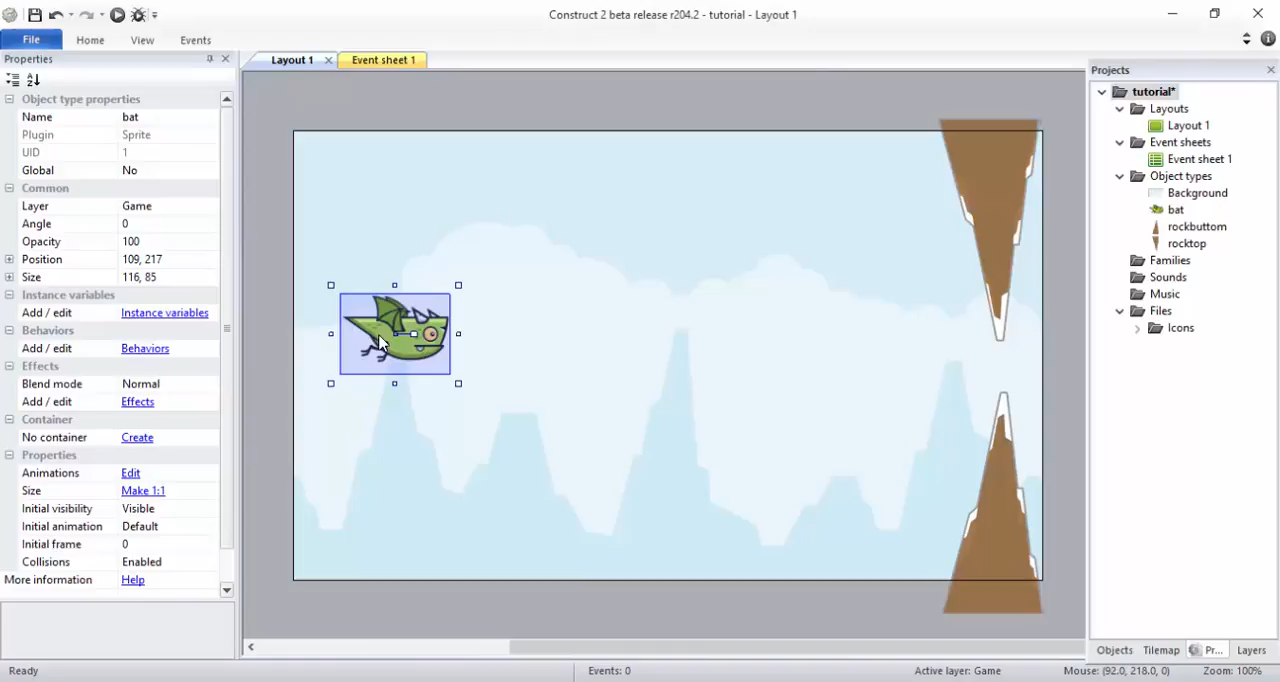 Construct 2 beta release r204.2 - tutorial - Layout 1
File Home View Events
Properties
Layout 1 Event sheet 1
Object type properties
Name bat
Plugin Sprite
UID 1
Global No
Common
Layer Game
Angle 0
Opacity 100
Position 109, 217
Size 116, 85
Instance variables
Add / edit Instance variables
Behaviors
Add / edit Behaviors
Effects
Blend mode Normal
Add / edit Effects
Container
No container Create
Properties
Animations Edit
Size Make 1:1
Initial visibility Visible
Initial animation Default
Initial frame 0
Collisions Enabled
More information Help
Projects
tutorial*
Layouts
Layout 1
Event sheets
Event sheet 1
Object types
Background
bat
rockbuttom
rocktop
Families
Sounds
Music
Files
Icons
Objects Tilemap Pr... Layers
Ready Events: 0 Active layer: Game Mouse: (92.0, 218.0, 0) Zoom: 100%